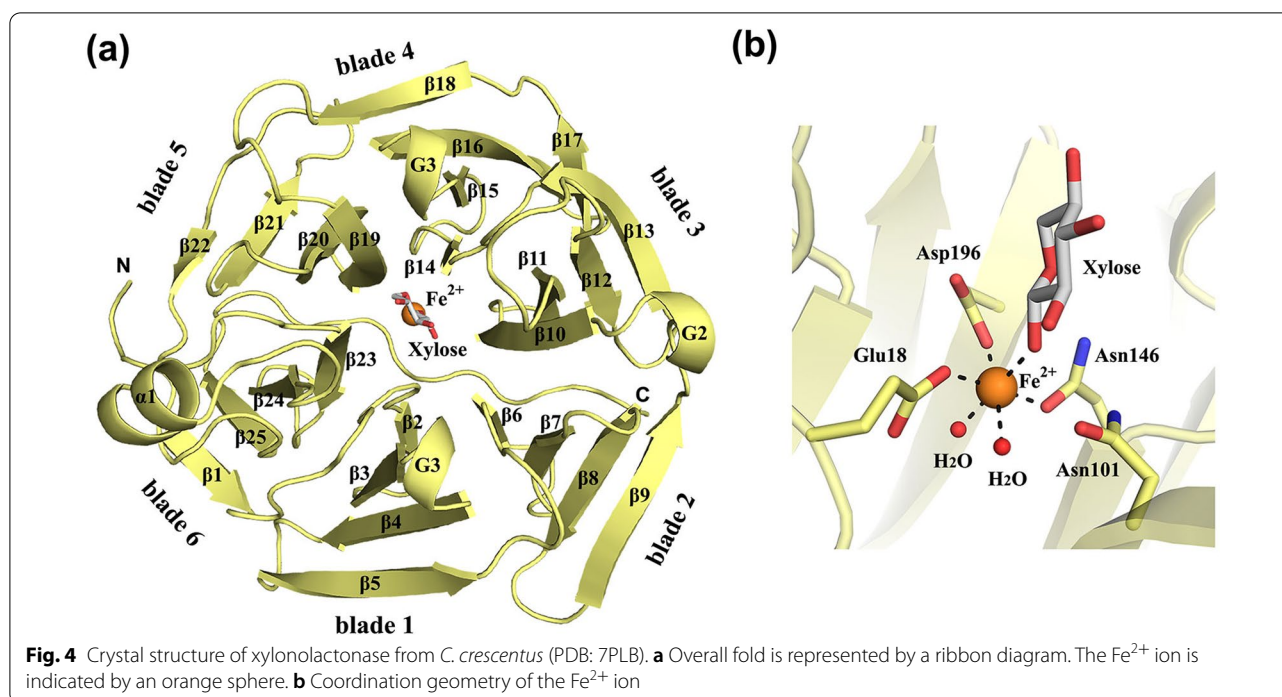 (a)
blade 4
β18
β17
G3
β16
β15
blade 5
blade 3
β21
β20
β19
β13
β22
β14
β11
β12
N
Fe²⁺
β10
Xylose
G2
β23
α1
β24
β2
β6
C
β7
β25
β3
G3
β8
β1
β9
β4
blade 6
blade 2
β5
blade 1
(b)
Asp196
Xylose
Glu18
Fe²⁺
Asn146
H2O
H2O
Asn101
Fig. 4 Crystal structure of xylonolactonase from C. crescentus (PDB: 7PLB). a Overall fold is represented by a ribbon diagram. The Fe²⁺ ion is
indicated by an orange sphere. b Coordination geometry of the Fe²⁺ ion